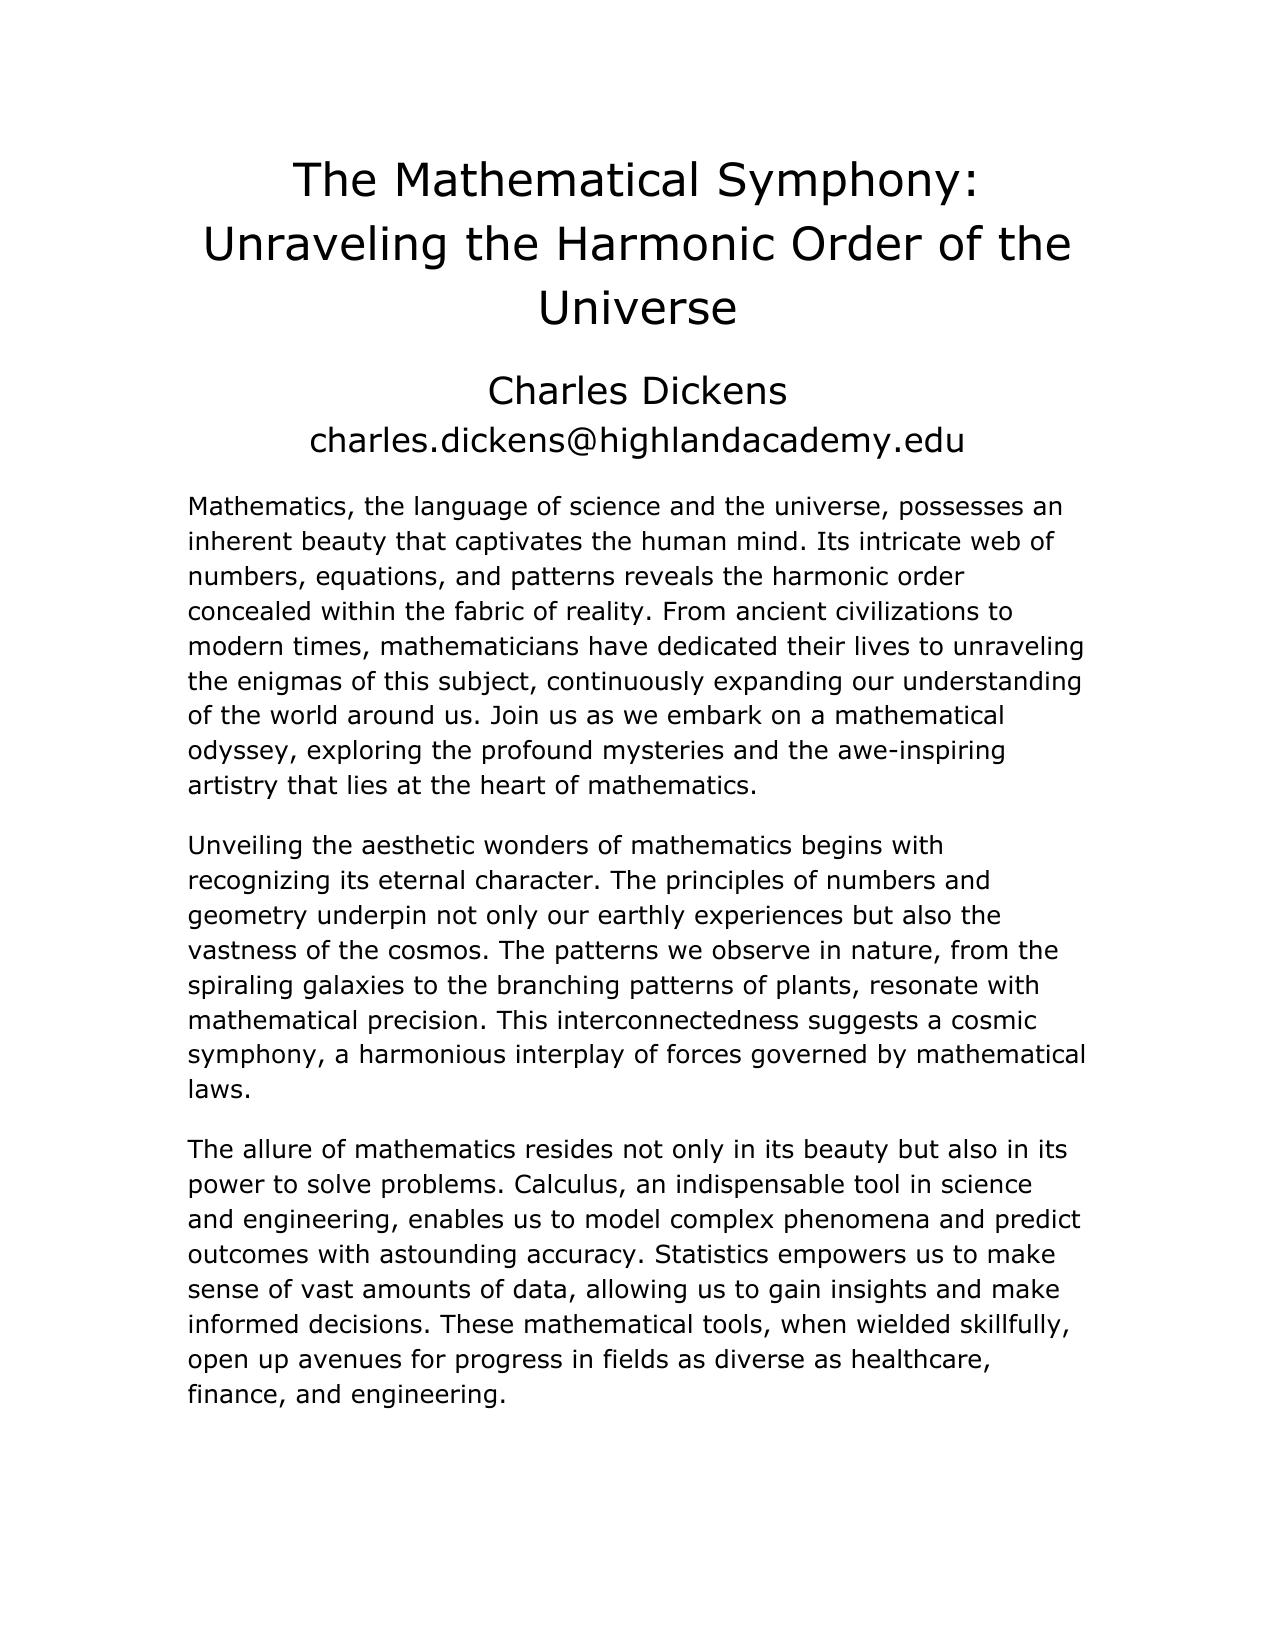 The Mathematical Symphony:
Unraveling the Harmonic Order of the
Universe
Charles Dickens
charles.dickens@highlandacademy.edu
Mathematics, the language of science and the universe, possesses an
inherent beauty that captivates the human mind. Its intricate web of
numbers, equations, and patterns reveals the harmonic order
concealed within the fabric of reality. From ancient civilizations to
modern times, mathematicians have dedicated their lives to unraveling
the enigmas of this subject, continuously expanding our understanding
of the world around us. Join us as we embark on a mathematical
odyssey, exploring the profound mysteries and the awe-inspiring
artistry that lies at the heart of mathematics.
Unveiling the aesthetic wonders of mathematics begins with
recognizing its eternal character. The principles of numbers and
geometry underpin not only our earthly experiences but also the
vastness of the cosmos. The patterns we observe in nature, from the
spiraling galaxies to the branching patterns of plants, resonate with
mathematical precision. This interconnectedness suggests a cosmic
symphony, a harmonious interplay of forces governed by mathematical
laws.
The allure of mathematics resides not only in its beauty but also in its
power to solve problems. Calculus, an indispensable tool in science
and engineering, enables us to model complex phenomena and predict
outcomes with astounding accuracy. Statistics empowers us to make
sense of vast amounts of data, allowing us to gain insights and make
informed decisions. These mathematical tools, when wielded skillfully,
open up avenues for progress in fields as diverse as healthcare,
finance, and engineering.